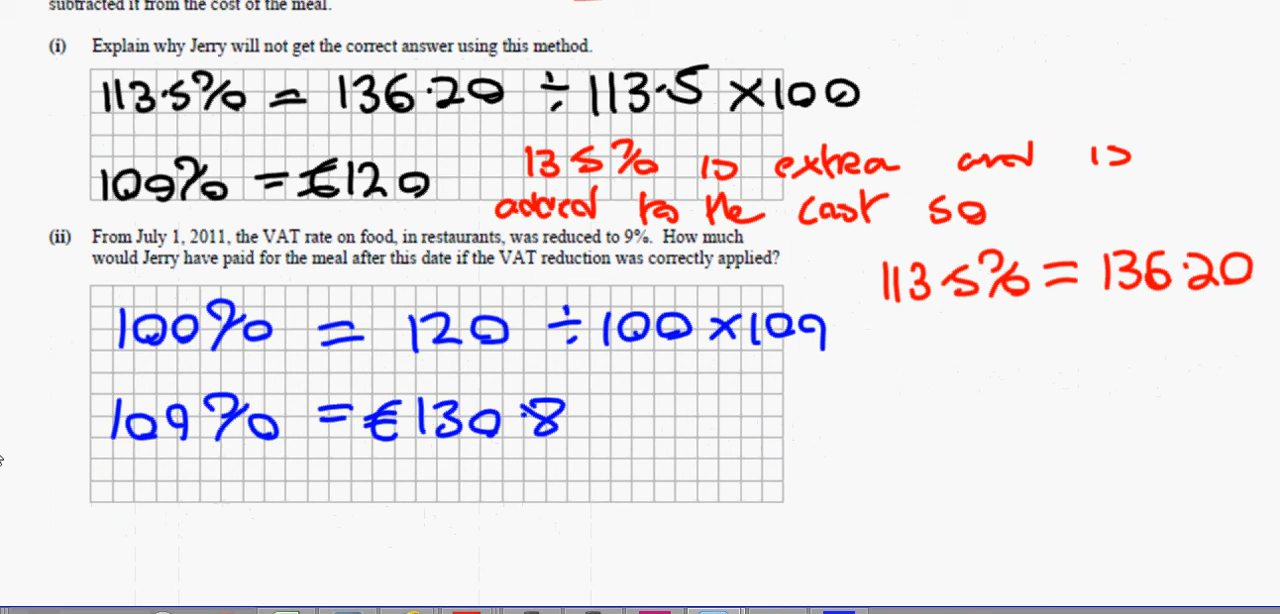 subtracted it from the cost of the meal.
(i) Explain why Jerry will not get the correct answer using this method.
113.5% = 136.20 ÷ 113.5 × 100
100% = €120
13 5% is extra and is
added to the cost so
113 5% = 136.20
(ii) From July 1, 2011, the VAT rate on food, in restaurants, was reduced to 9%. How much
would Jerry have paid for the meal after this date if the VAT reduction was correctly applied?
100% = 120 ÷ 100 × 109
109% = €130.8